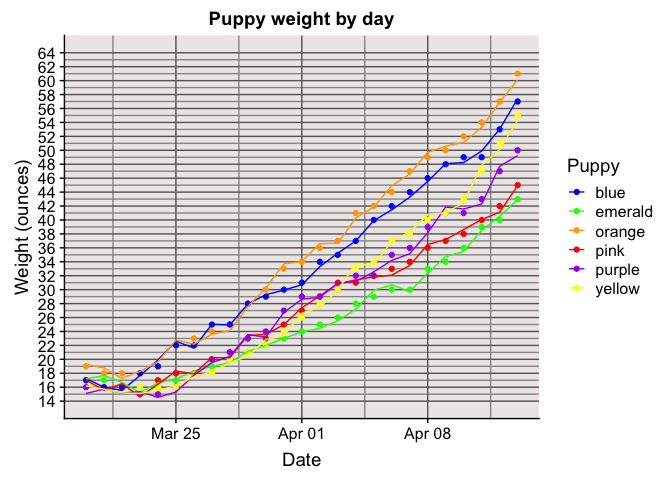 Puppy weight by day
Weight (ounces)
64
62
60
58
56
54
52
50
48
46
44
42
40
38
36
34
32
30
28
26
24
22
20
18
16
14
Mar 25 Apr 01 Apr 08
Date
Puppy
blue
emerald
orange
pink
purple
yellow